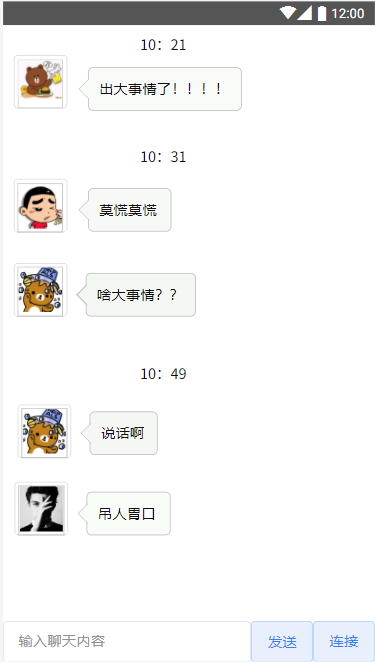 12:00
10：21
出大事情了！！！！
10：31
莫慌莫慌
啥大事情？？
10：49
说话啊
吊人胃口
输入聊天内容
发送
连接